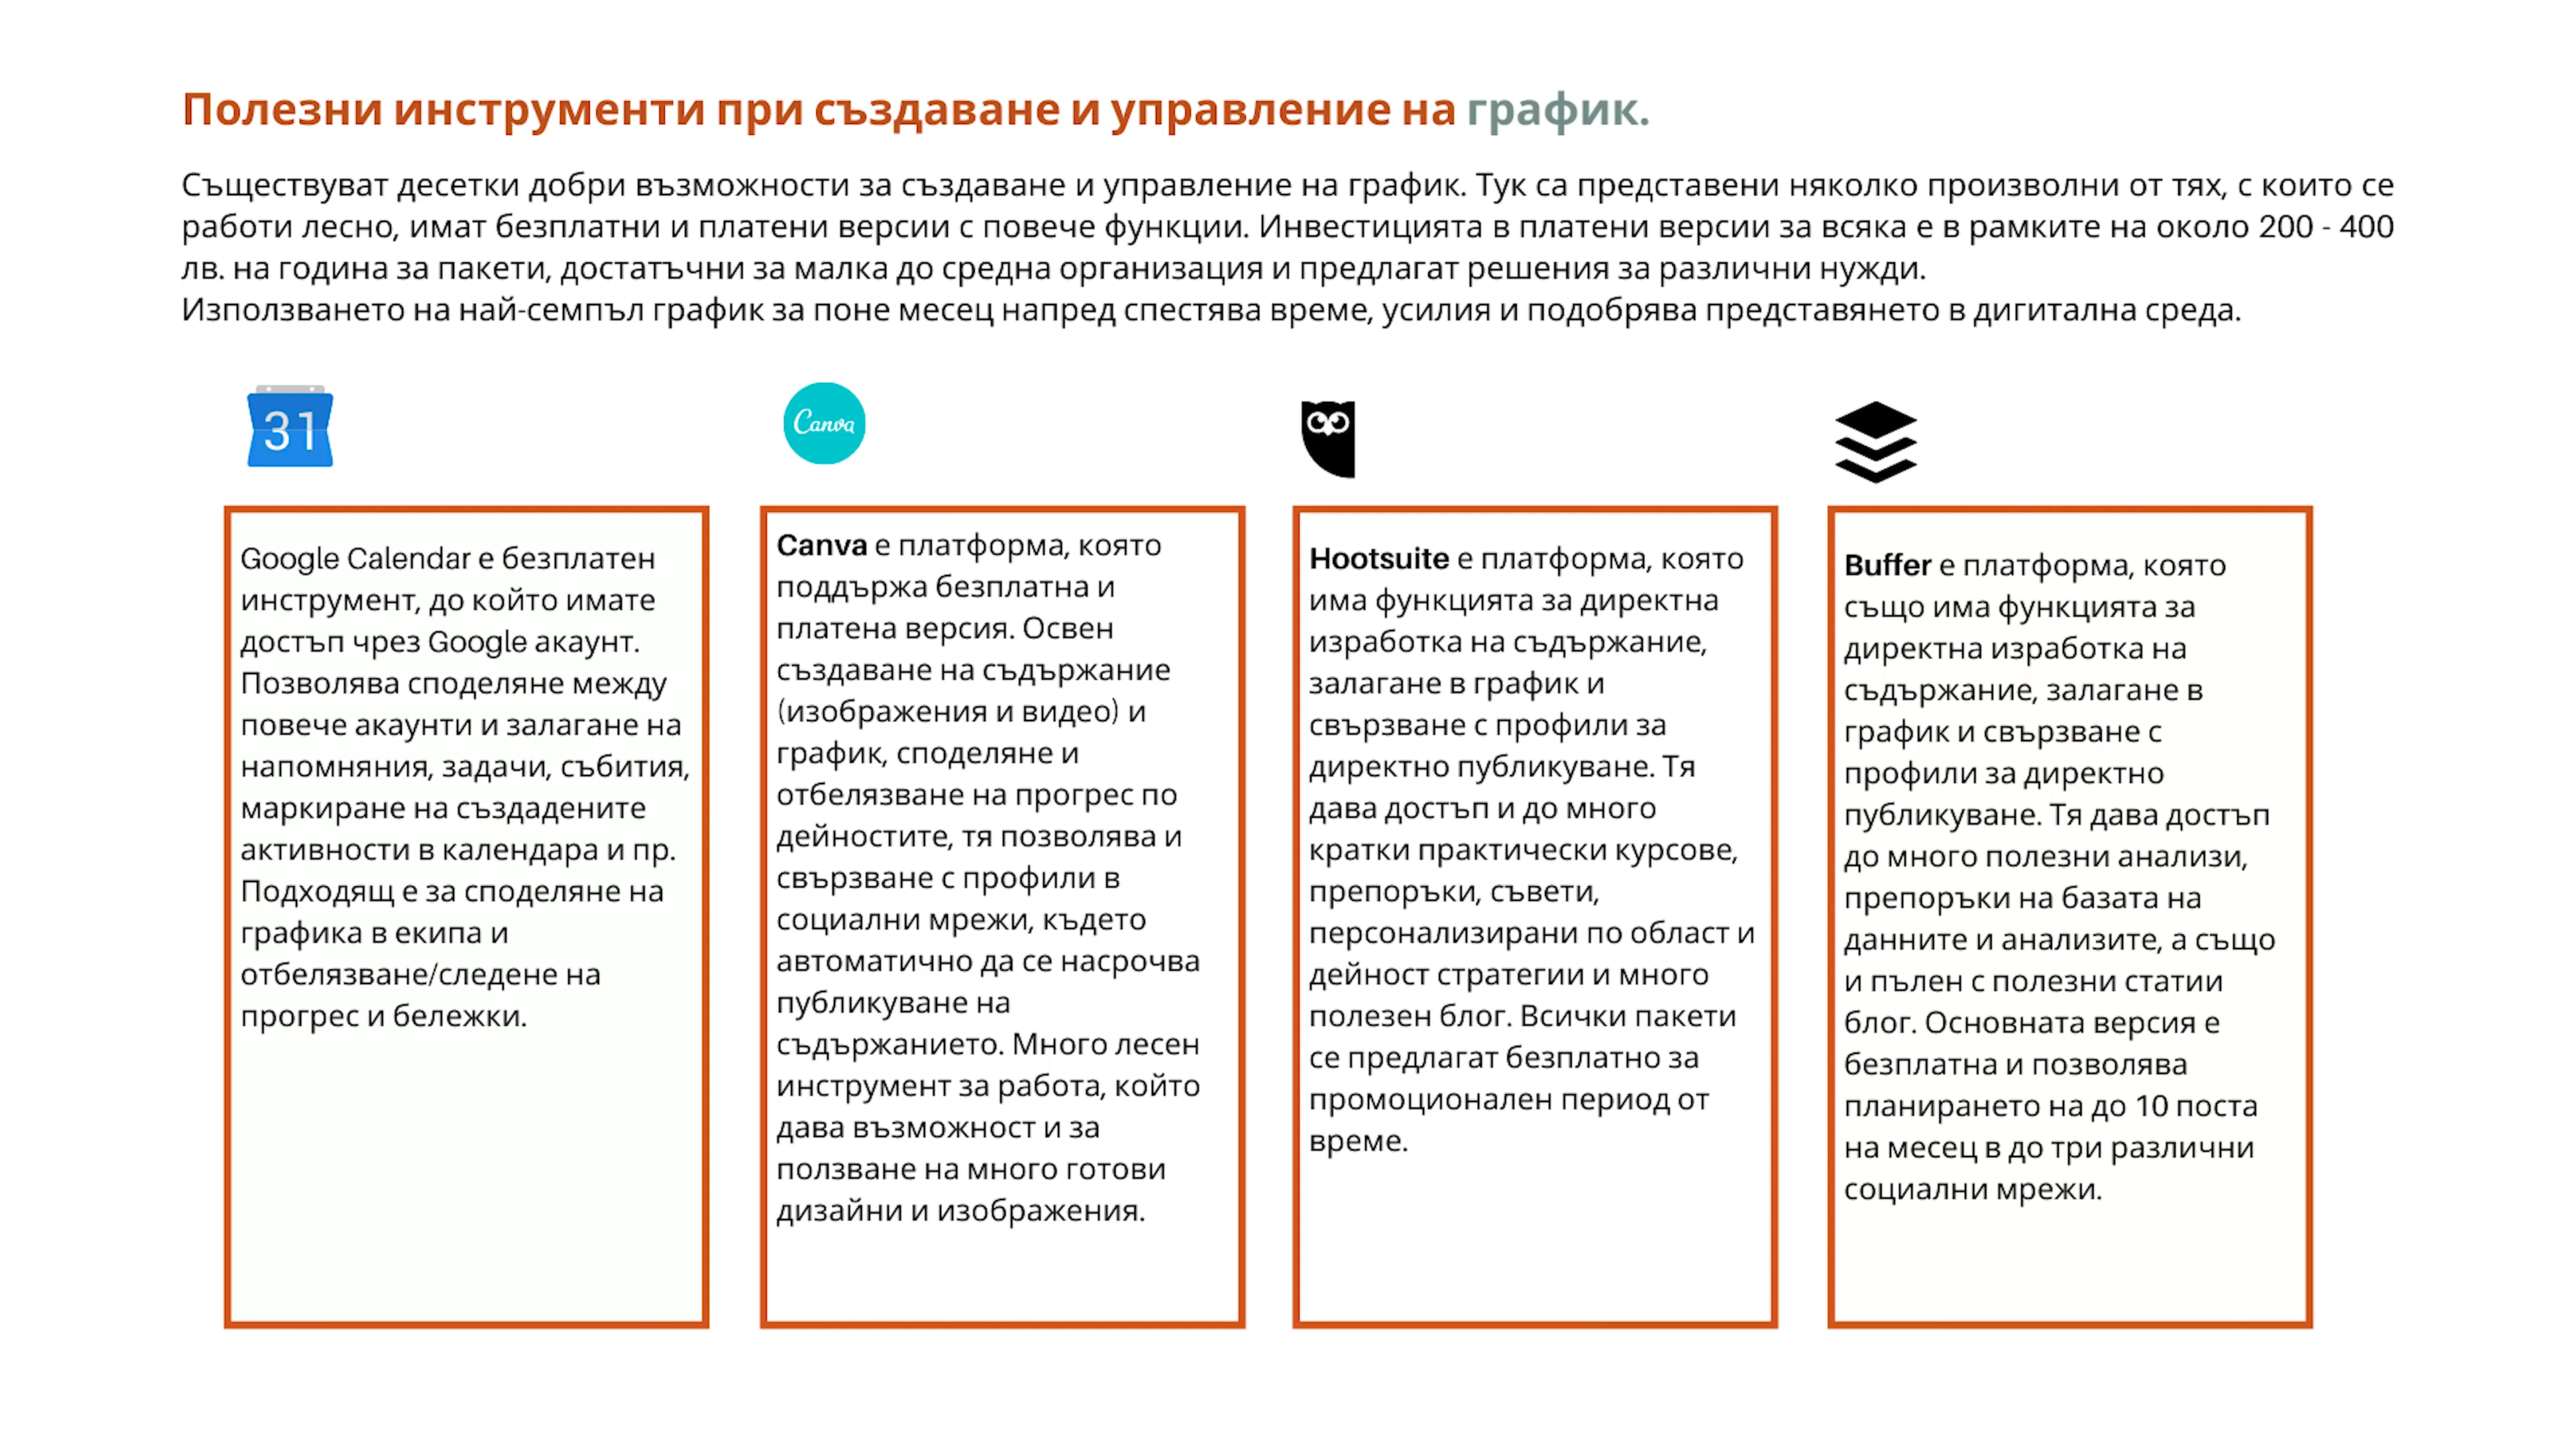 Полезни инструменти при създаване и управление на график.
Съществуват десетки добри възможности за създаване и управление на график. Тук са представени няколко произволни от тях, с които се
работи лесно, имат безплатни и платени версии с повече функции. Инвестицията в платени версии за всяка е в рамките на около 200 - 400
лв. на година за пакети, достатъчни за малка до средна организация и предлагат решения за различни нужди.
Използването на най-семпъл график за поне месец напред спестява време, усилия и подобрява представянето в дигитална среда.
31
Google Calendar е безплатен
инструмент, до който имате
достъп чрез Google акаунт.
Позволява споделяне между
повече акаунти и залагане на
напомняния, задачи, събития,
маркиране на създадените
активности в календара и пр.
Подходящ е за споделяне на
графика в екипа и
отбелязване/следене на
прогрес и бележки.
Canva
Canva е платформа, която
поддържа безплатна и
платена версия. Освен
създаване на съдържание
(изображения и видео) и
график, споделяне и
отбелязване на прогрес по
дейностите, тя позволява и
свързване с профили в
социални мрежи, където
автоматично да се насрочва
публикуване на
съдържанието. Много лесен
инструмент за работа, който
дава възможност и за
ползване на много готови
дизайни и изображения.
Hootsuite е платформа, която
има функцията за директна
изработка на съдържание,
залагане в график и
свързване с профили за
директно публикуване. Тя
дава достъп и до много
кратки практически курсове,
препоръки, съвети,
персонализирани по област и
дейност стратегии и много
полезен блог. Всички пакети
се предлагат безплатно за
промоционален период от
време.
Buffer е платформа, която
също има функцията за
директна изработка на
съдържание, залагане в
график и свързване с
профили за директно
публикуване. Тя дава достъп
до много полезни анализи,
препоръки на базата на
данните и анализите, а също
и пълен с полезни статии
блог. Основната версия е
безплатна и позволява
планирането на до 10 поста
на месец в до три различни
социални мрежи.